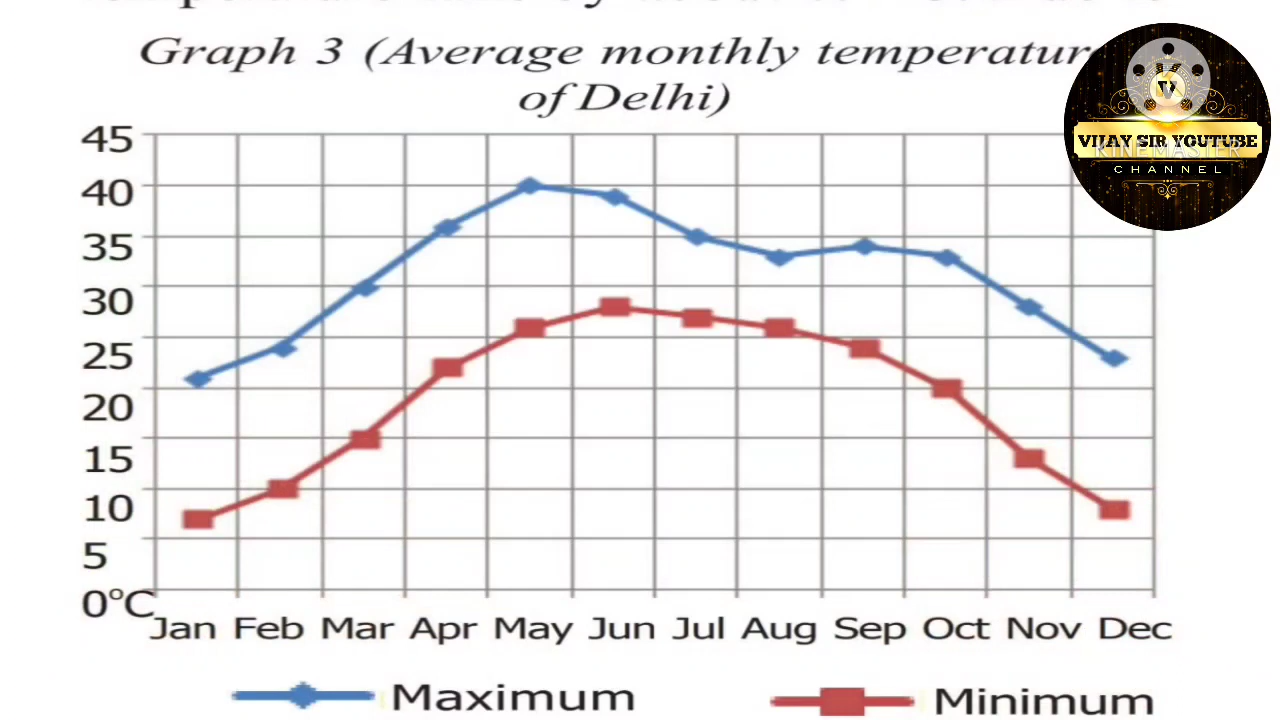 Graph 3 (Average monthly temperature
of Delhi)
VIJAY SIR YOUTUBE
KINEMASTER
CHANNEL
45
40
35
30
25
20
15
10
5
0°C
Jan Feb Mar Apr May Jun Jul Aug Sep Oct Nov Dec
Maximum Minimum